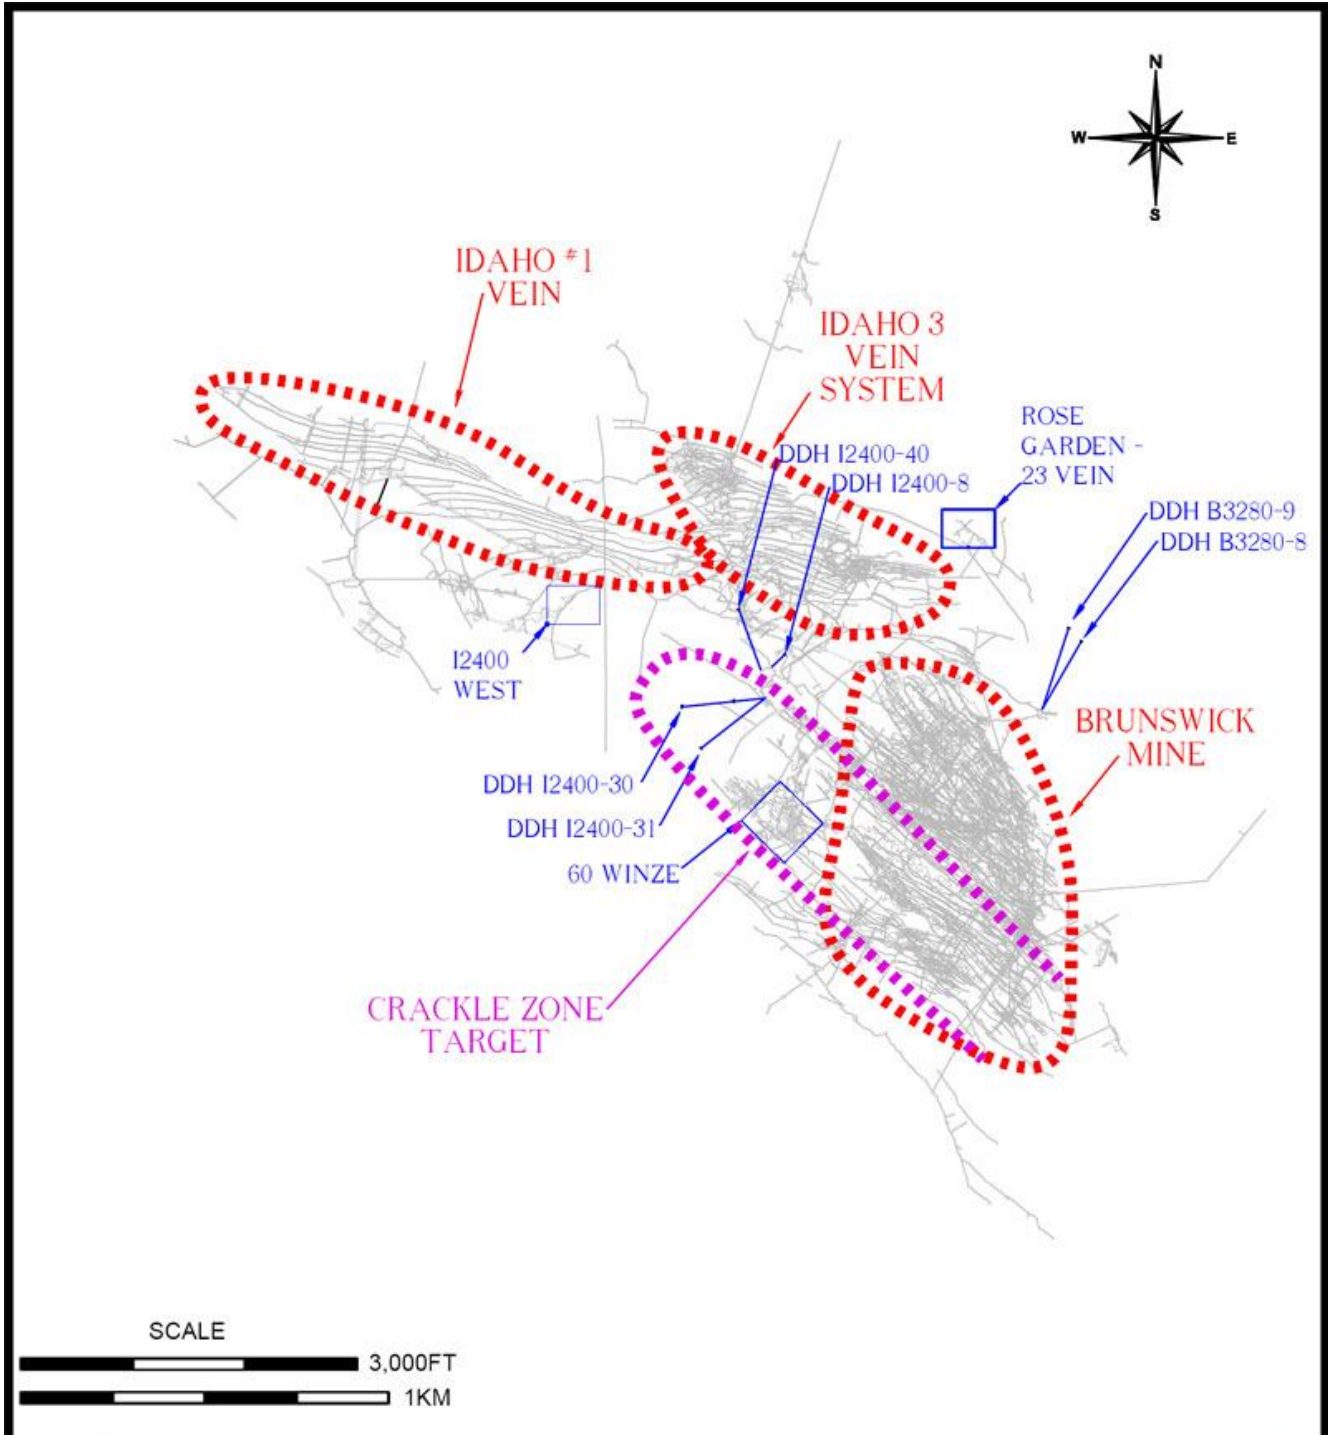 N
W E
S
IDAHO #1
VEIN
IDAHO 3
VEIN
SYSTEM
DDH I2400-40
DDH I2400-8
ROSE
GARDEN -
23 VEIN
DDH B3280-9
DDH B3280-8
I2400
WEST
BRUNSWICK
MINE
DDH I2400-30
DDH I2400-31
60 WINZE
CRACKLE ZONE
TARGET
SCALE
3,000FT
1KM